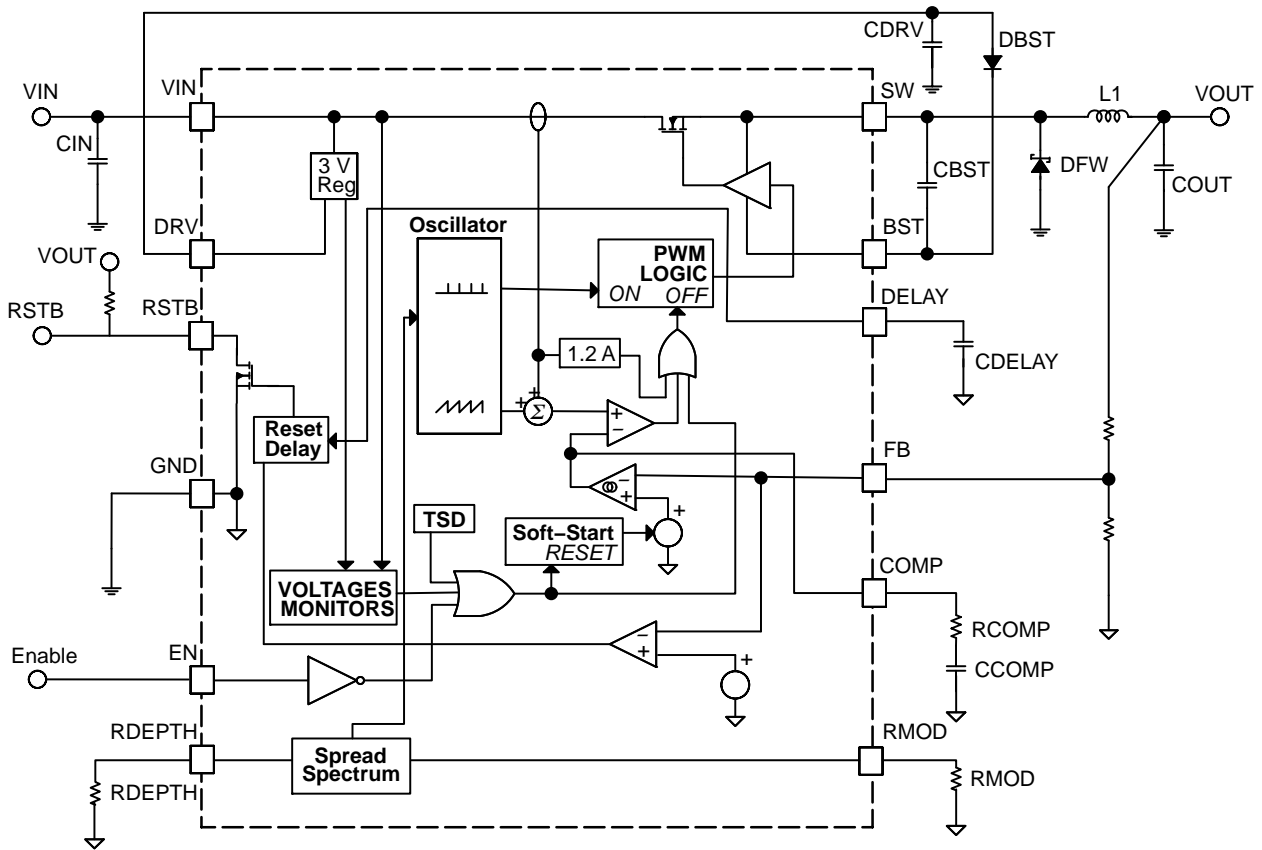 CDRV
DBST
VIN
VIN
SW
L1
VOUT
CIN
3 V
Reg
CBST
DFW
COUT
DRV
Oscillator
BST
VOUT
PWM
LOGIC
ON OFF
RSTB
RSTB
DELAY
1.2 A
CDELAY
+
+
Σ
+
−
Reset
Delay
GND
FB
−
+
+
TSD
Soft−Start
RESET
VOLTAGES
MONITORS
COMP
RCOMP
−
+
+
CCOMP
Enable
EN
RDEPTH
RMOD
Spread
Spectrum
RDEPTH
RMOD